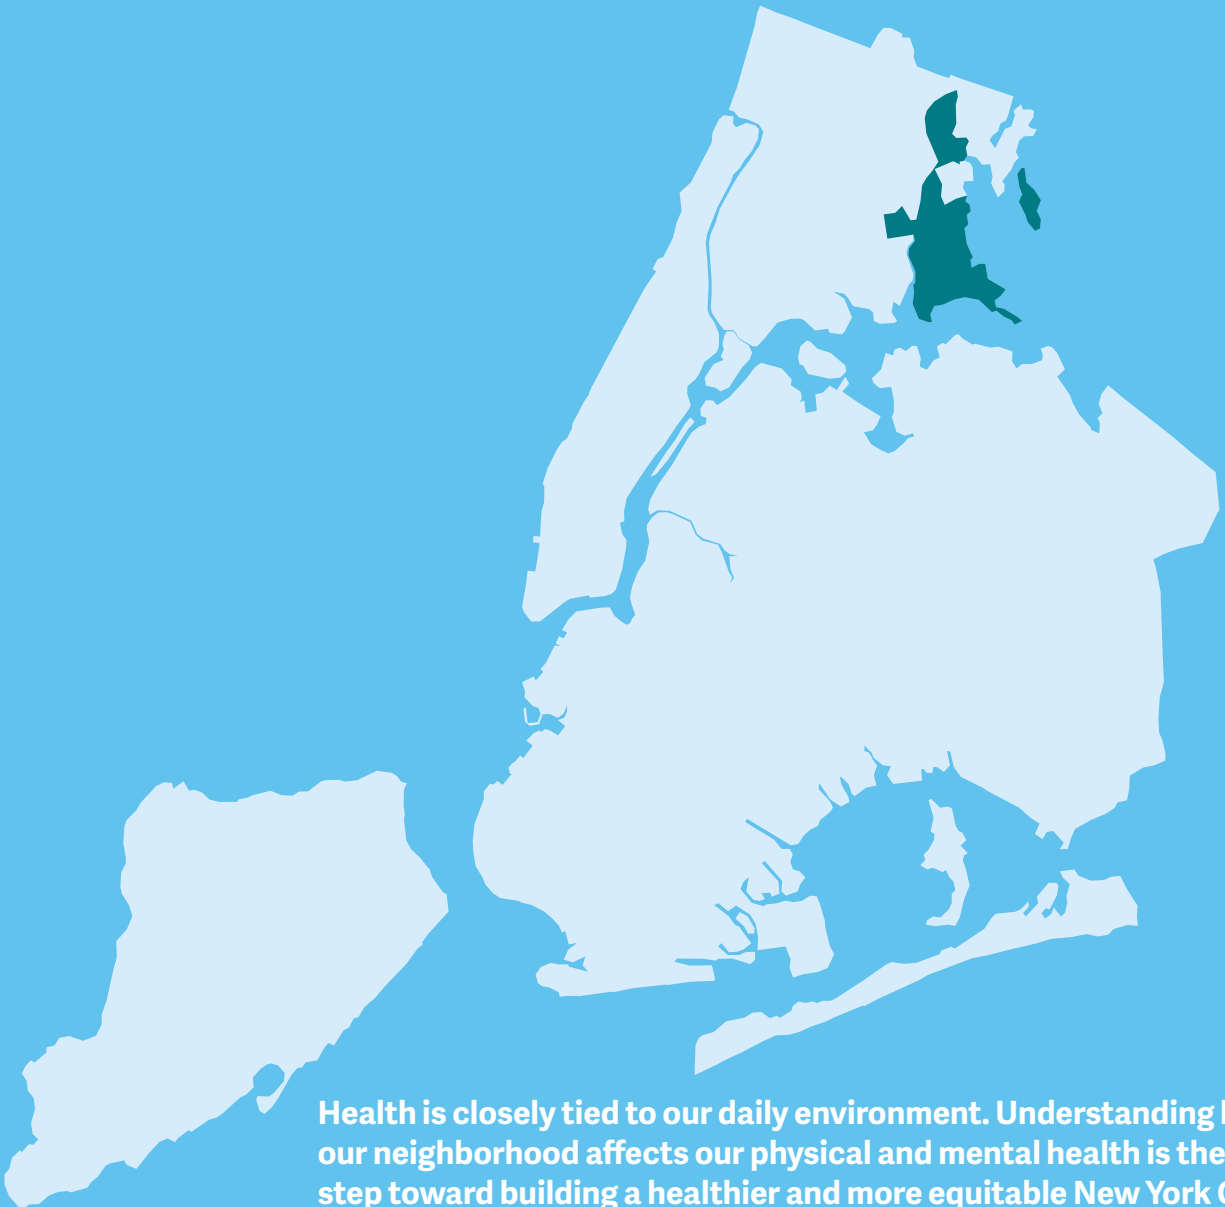 Health is closely tied to our daily environment. Understanding
our neighborhood affects our physical and mental health is the
step toward building a healthier and more equitable New York